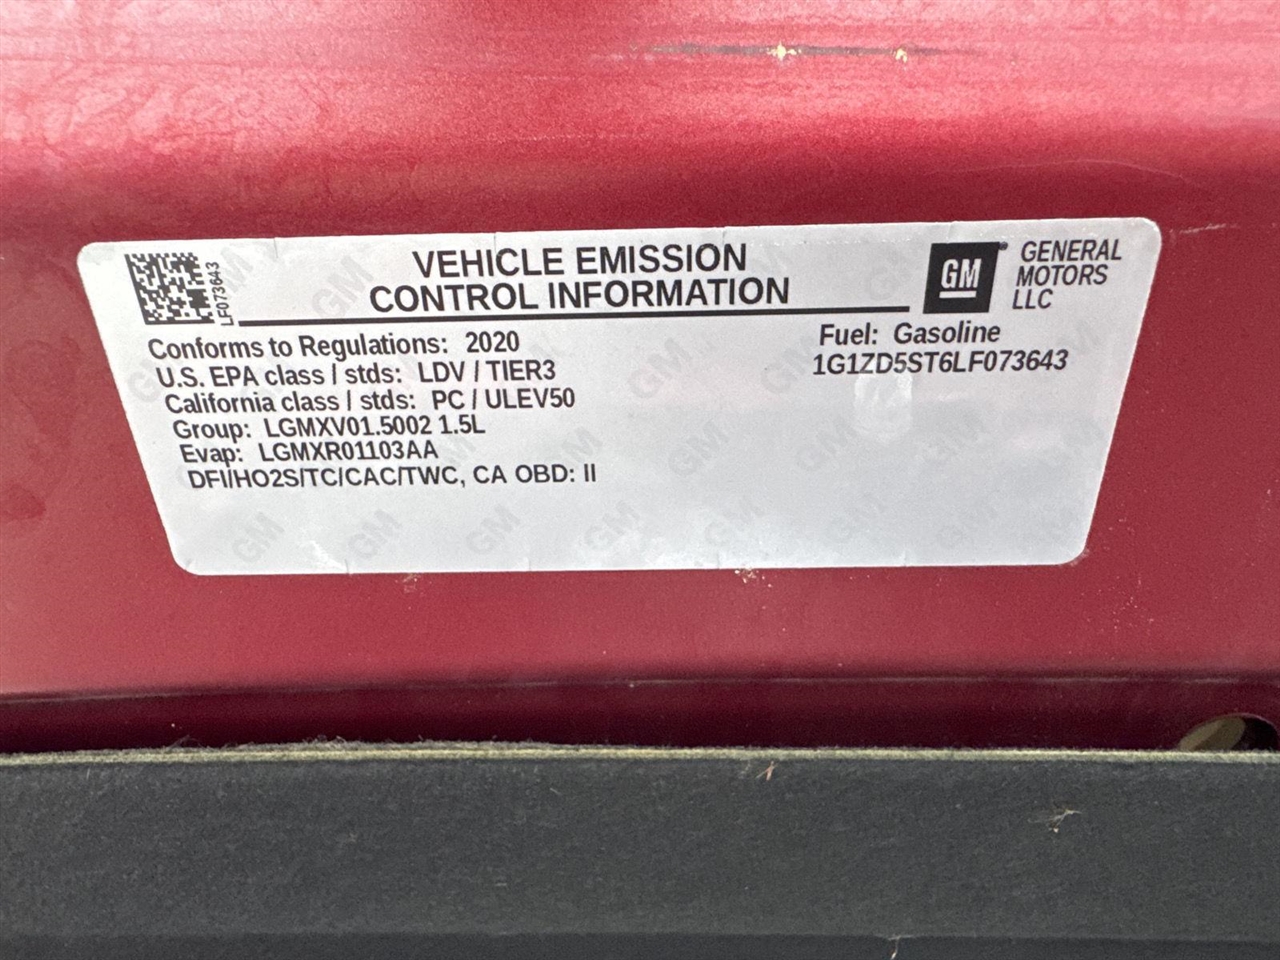 LF073643
VEHICLE EMISSION
CONTROL INFORMATION
GM
GENERAL
MOTORS
LLC
Conforms to Regulations: 2020
U.S. EPA class / stds: LDV / TIER3
California class / stds: PC / ULEV50
Group: LGMXV01.5002 1.5L
Evap: LGMXR01103AA
DFI/HO2S/TC/CAC/TWC, CA OBD: II
Fuel: Gasoline
1G1ZD5ST6LF073643